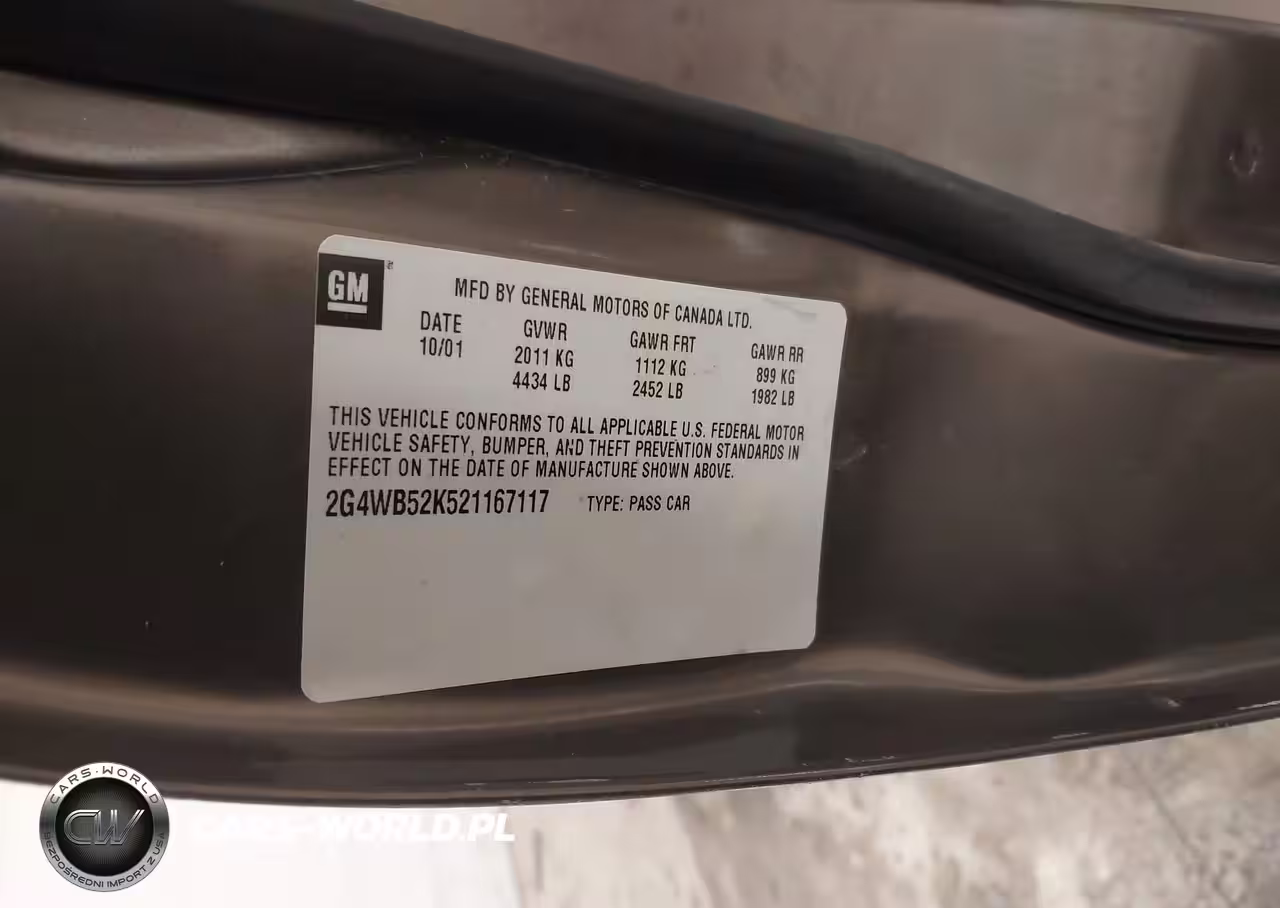 GM
MFD BY GENERAL MOTORS OF CANADA LTD.
DATE GVWR GAWR FRT GAWR RR
10/01 2011 KG 1112 KG 899 KG
4434 LB 2452 LB 1982 LB
THIS VEHICLE CONFORMS TO ALL APPLICABLE U.S. FEDERAL MOTOR
VEHICLE SAFETY, BUMPER, AND THEFT PREVENTION STANDARDS IN
EFFECT ON THE DATE OF MANUFACTURE SHOWN ABOVE.
2G4WB52K521167117 TYPE: PASS CAR
CARS-WORLD
CW
BEZPOŚREDNI IMPORT Z USA
CARS-WORLD.PL